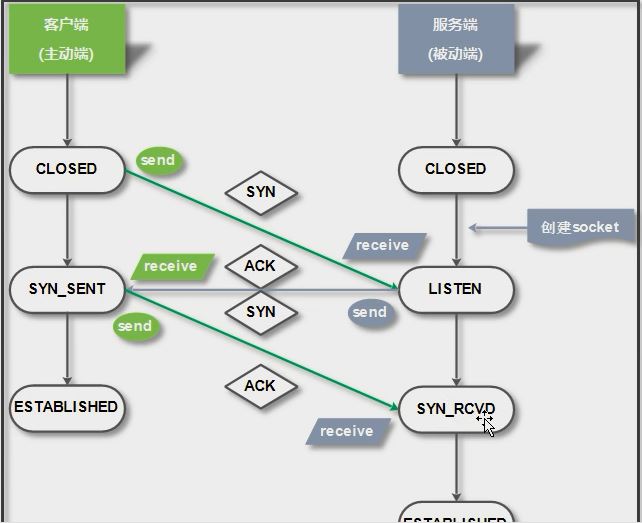 客户端
(主动端)
服务端
(被动端)
CLOSED
send
SYN
CLOSED
创建socket
receive
receive
ACK
SYN_SENT
LISTEN
SYN
send
send
ESTABLISHED
ACK
SYN_RCVD
receive
ESTABLISHED